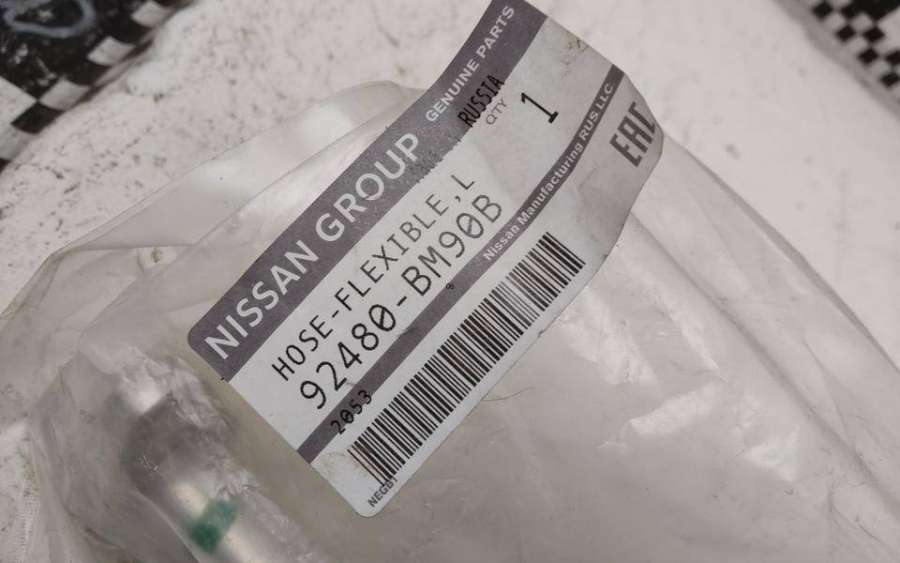 NISSAN GROUP GENUINE PARTS
RUSSIA
QTY 1
HOSE-FLEXIBLE,L
92480-BM90B
Nissan Manufacturing RUS LLC
EAC
2053